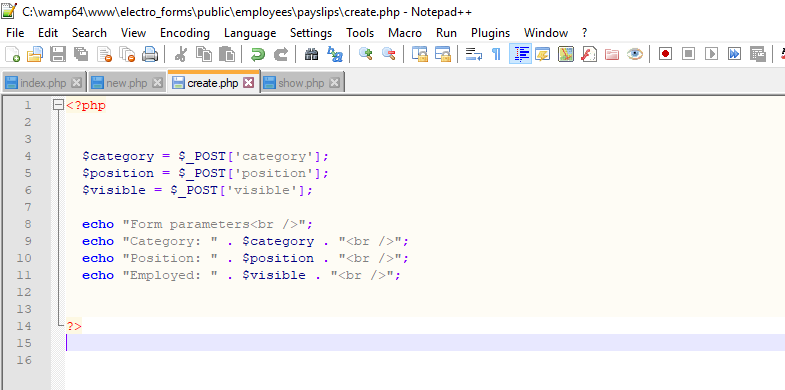 C:\wamp64\www\electro_forms\public\employees\payslips\create.php - Notepad++
File Edit Search View Encoding Language Settings Tools Macro Run Plugins Window ?
index.php new.php create.php show.php
1 <?php
2
3
4 $category = $_POST['category'];
5 $position = $_POST['position'];
6 $visible = $_POST['visible'];
7
8 echo "Form parameters<br />";
9 echo "Category: " . $category . "<br />";
10 echo "Position: " . $position . "<br />";
11 echo "Employed: " . $visible . "<br />";
12
13
14 ?>
15
16